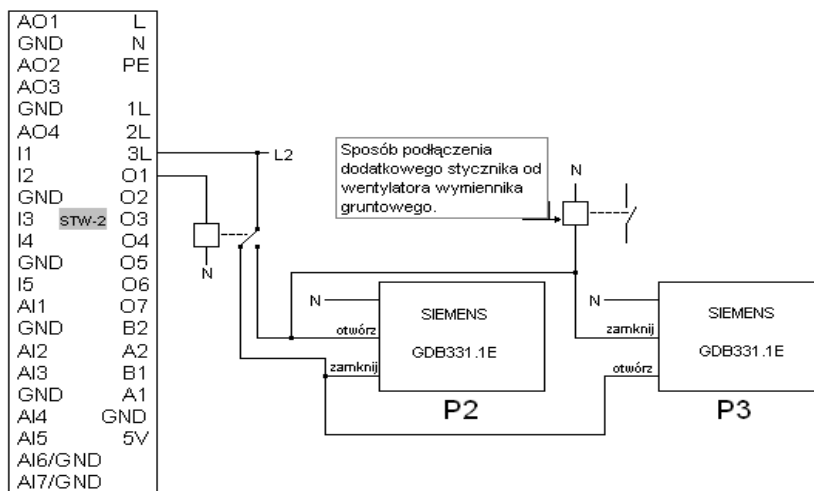 AO1 L
GND N
AO2 PE
AO3
GND 1L
AO4 2L
I1 3L
I2 O1
GND O2
I3 STW-2 O3
I4 O4
GND O5
I5 O6
AI1 O7
GND B2
AI2 A2
AI3 B1
GND A1
AI4 GND
AI5 5V
AI6/GND
AI7/GND
L2
N
Sposób podłączenia
dodatkowego stycznika od
wentylatora wymiennika
gruntowego.
N
N
otwórz
zamknij
SIEMENS
GDB331.1E
P2
N
zamknij
otwórz
SIEMENS
GDB331.1E
P3